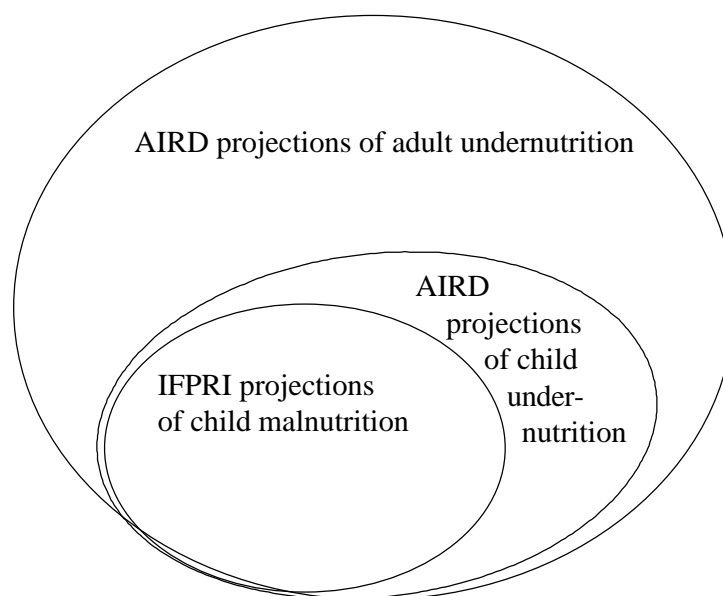 AIRD projections of adult undernutrition
AIRD
projections
of child
under-
nutrition
IFPRI projections
of child malnutrition